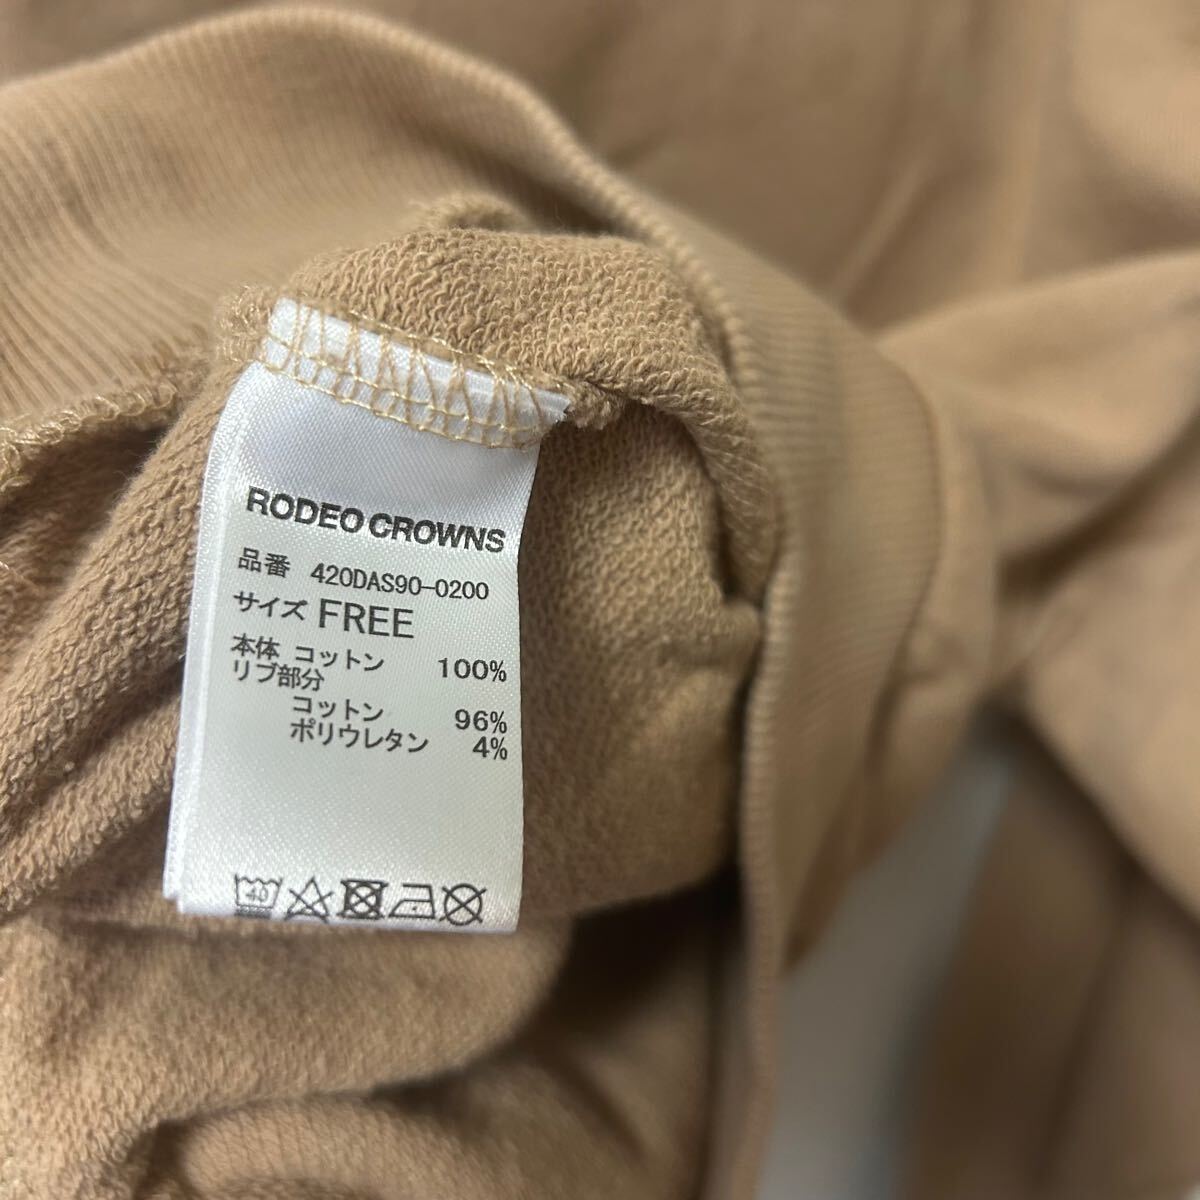 RODEO CROWNS
品番 420DAS90-0200
サイズ FREE
本体 コットン 100%
リブ部分
コットン 96%
ポリウレタン 4%
40